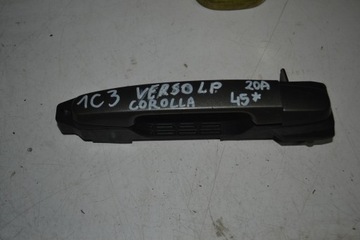 1C3 VERSO LP 20A
COROLLA 45*